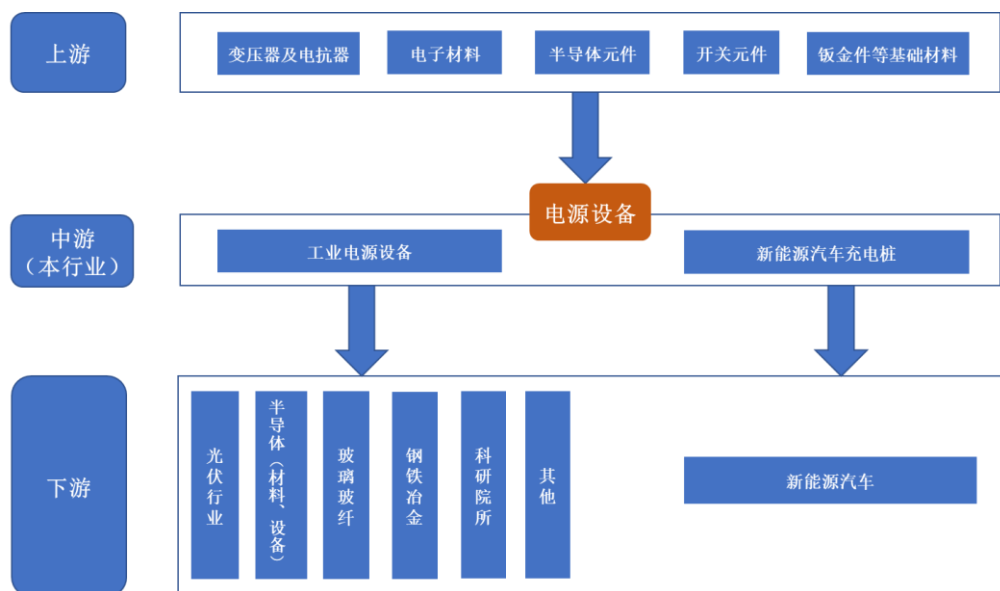 上游
变压器及电抗器
电子材料
半导体元件
开关元件
钣金件等基础材料
电源设备
中游
（本行业）
工业电源设备
新能源汽车充电桩
下游
光伏行业
半导体（材料、设备）
玻璃玻纤
钢铁冶金
科研院所
其他
新能源汽车